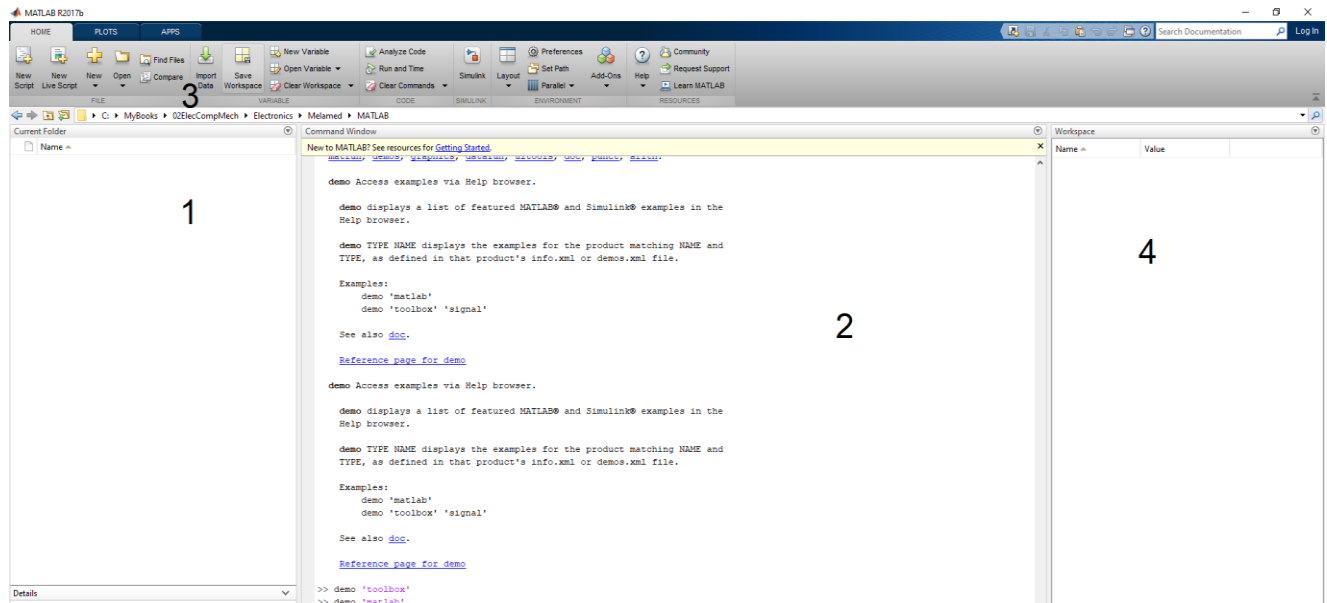 MATLAB R2017b
HOME PLOTS APPS
Search Documentation Log In
New Script New Live Script New Open Find Files Compare Import Data Save Workspace New Variable Open Variable Clear Workspace Analyze Code Run and Time Clear Commands Simulink Layout Preferences Set Path Parallel Add-Ons Help Community Request Support Learn MATLAB
3
FILE VARIABLE CODE SIMULINK ENVIRONMENT RESOURCES
C: MyBooks 02ElecCompMech Electronics Melamed MATLAB
Current Folder
Name
1
Details
Command Window
New to MATLAB? See resources for Getting Started.
matfun, demos, graphics, datafun, uitools, doc, punct, arith.
demo Access examples via Help browser.
demo displays a list of featured MATLAB® and Simulink® examples in the
Help browser.
demo TYPE NAME displays the examples for the product matching NAME and
TYPE, as defined in that product's info.xml or demos.xml file.
Examples:
demo 'matlab'
demo 'toolbox' 'signal'
See also doc.
2
Reference page for demo
demo Access examples via Help browser.
demo displays a list of featured MATLAB® and Simulink® examples in the
Help browser.
demo TYPE NAME displays the examples for the product matching NAME and
TYPE, as defined in that product's info.xml or demos.xml file.
Examples:
demo 'matlab'
demo 'toolbox' 'signal'
See also doc.
Reference page for demo
>> demo 'toolbox'
>> demo 'matlab'
Workspace
Name Value
4